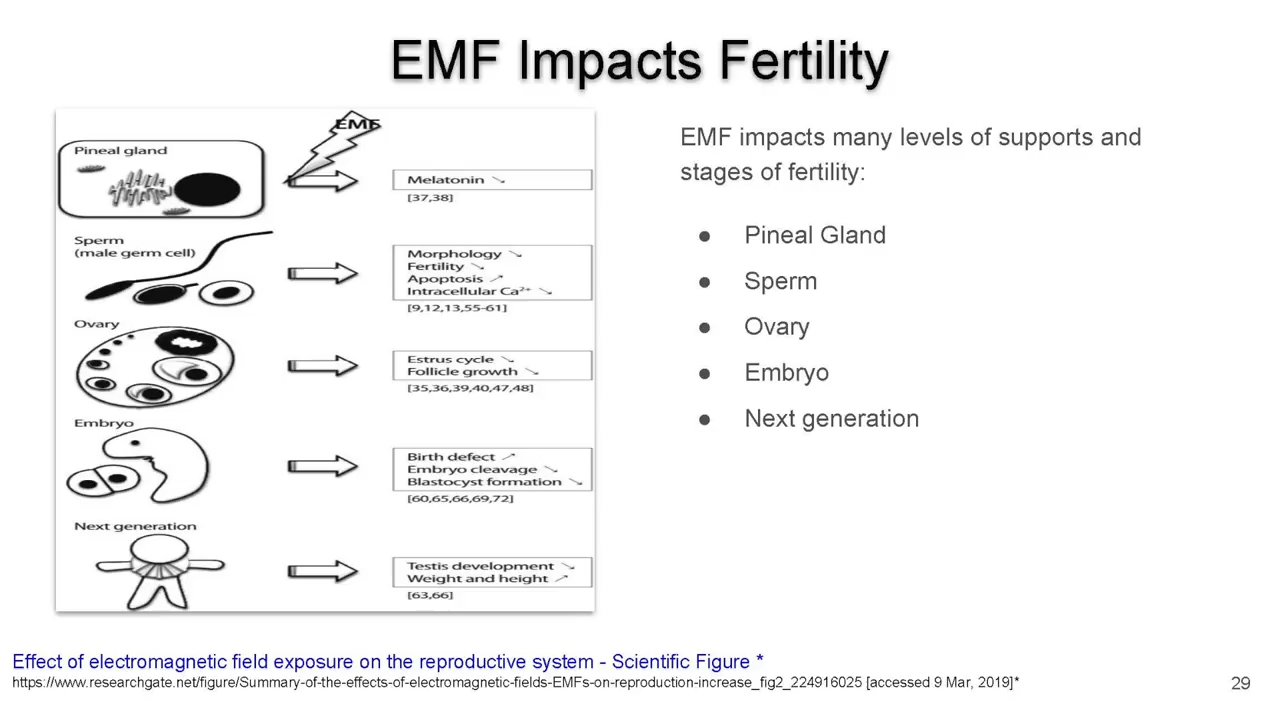 EMF Impacts Fertility
EMF
Pineal gland
Melatonin ↘
[37,38]
Sperm
(male germ cell)
Morphology ↘
Fertility ↘
Apoptosis ↗
Intracellular Ca²⁺ ↘
[9,12,13,55-61]
Ovary
Estrus cycle ↘
Follicle growth ↘
[35,36,39,40,47,48]
Embryo
Birth defect ↗
Embryo cleavage ↘
Blastocyst formation ↘
[60,65,66,69,72]
Next generation
Testis development ↘
Weight and height ↗
[63,66]
EMF impacts many levels of supports and
stages of fertility:
● Pineal Gland
● Sperm
● Ovary
● Embryo
● Next generation
Effect of electromagnetic field exposure on the reproductive system - Scientific Figure *
https://www.researchgate.net/figure/Summary-of-the-effects-of-electromagnetic-fields-EMFs-on-reproduction-increase_fig2_224916025 [accessed 9 Mar, 2019]*
29